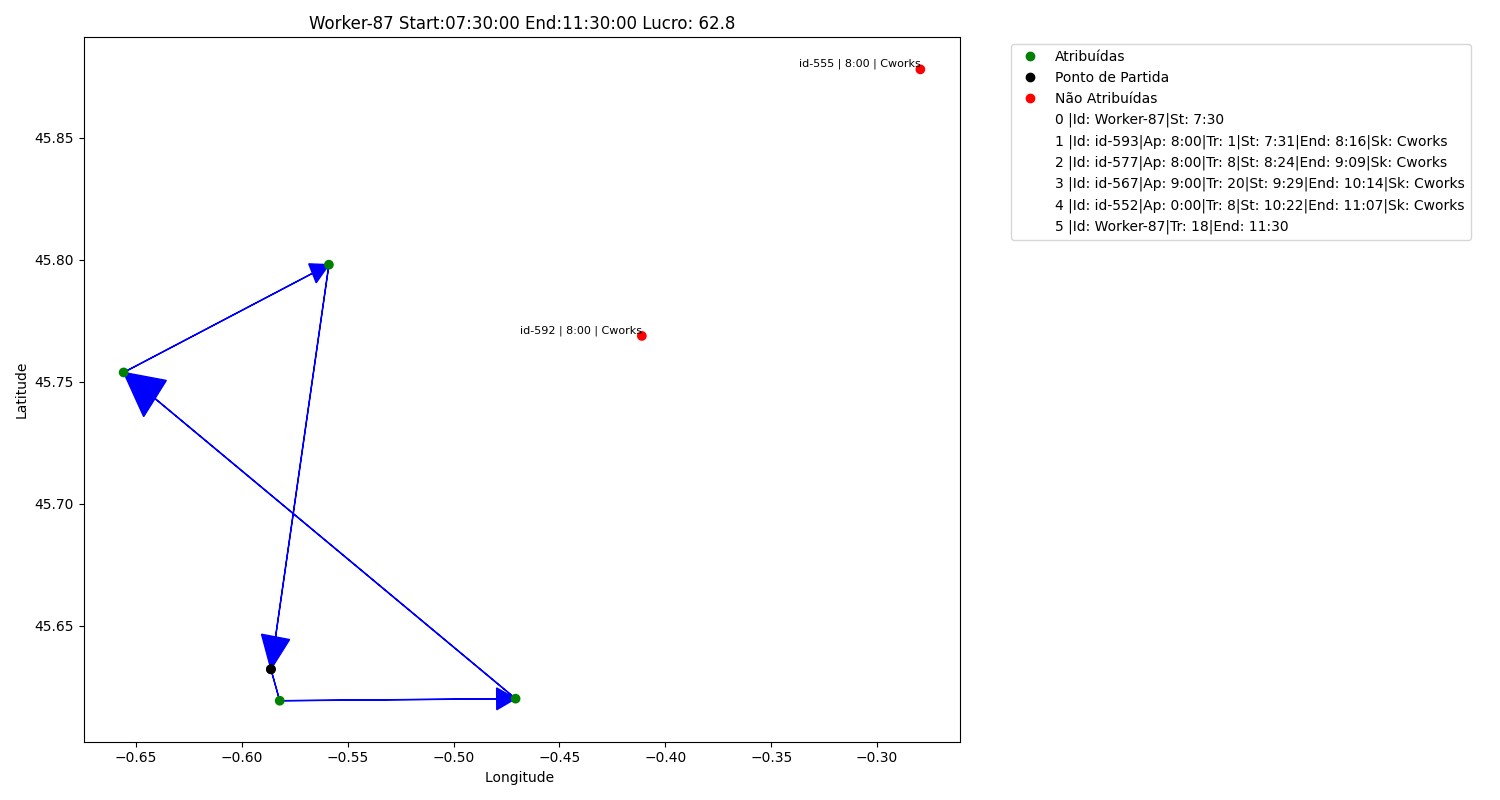 Worker-87 Start:07:30:00 End:11:30:00 Lucro: 62.8
id-555 | 8:00 | Cworks
id-592 | 8:00 | Cworks
45.85
45.80
45.75
45.70
45.65
Latitude
−0.65
−0.60
−0.55
−0.50
−0.45
−0.40
−0.35
−0.30
Longitude
Atribuídas
Ponto de Partida
Não Atribuídas
0 |Id: Worker-87|St: 7:30
1 |Id: id-593|Ap: 8:00|Tr: 1|St: 7:31|End: 8:16|Sk: Cworks
2 |Id: id-577|Ap: 8:00|Tr: 8|St: 8:24|End: 9:09|Sk: Cworks
3 |Id: id-567|Ap: 9:00|Tr: 20|St: 9:29|End: 10:14|Sk: Cworks
4 |Id: id-552|Ap: 0:00|Tr: 8|St: 10:22|End: 11:07|Sk: Cworks
5 |Id: Worker-87|Tr: 18|End: 11:30